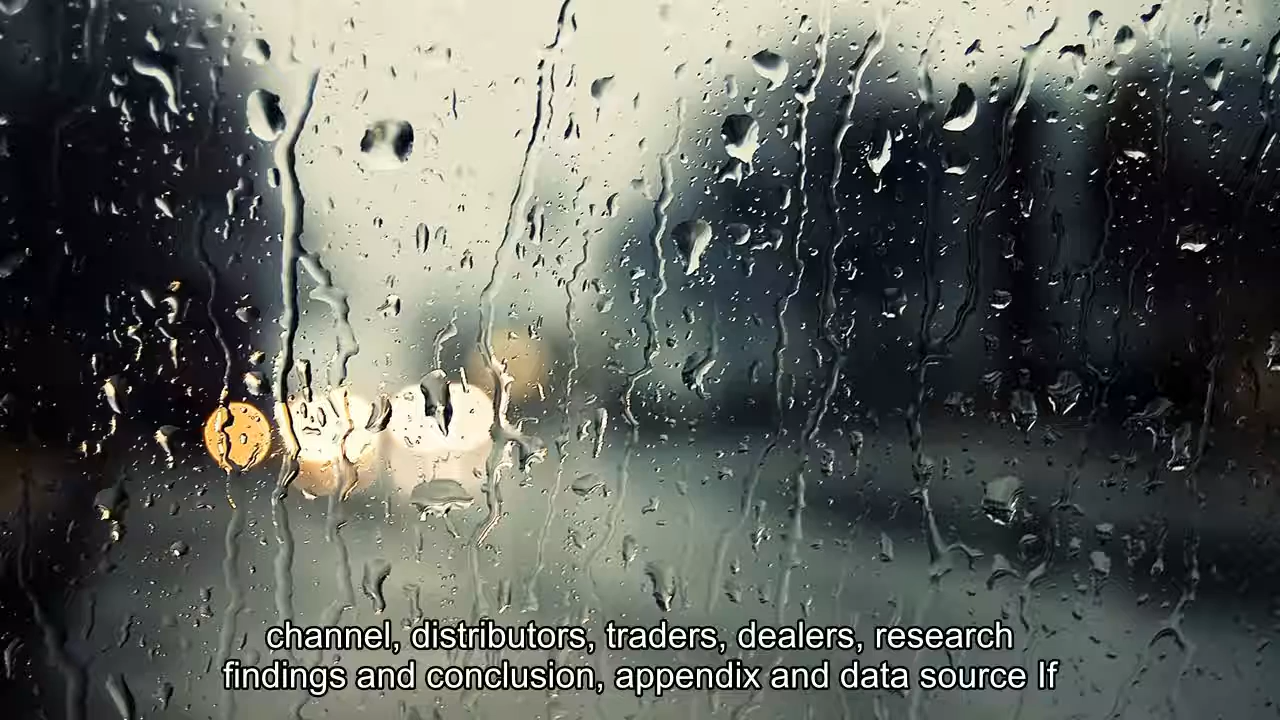 channel, distributors, traders, dealers, research
findings and conclusion, appendix and data source If